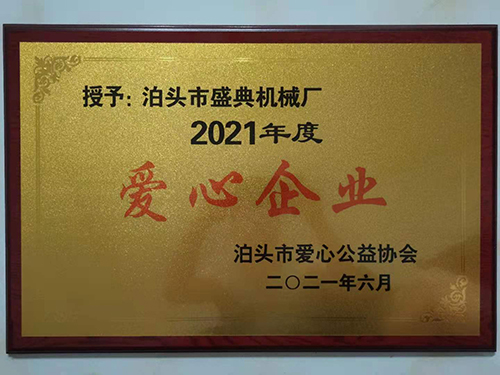 授予：泊头市盛典机械厂
2021年度
爱心企业
泊头市爱心公益协会
二〇二一年六月